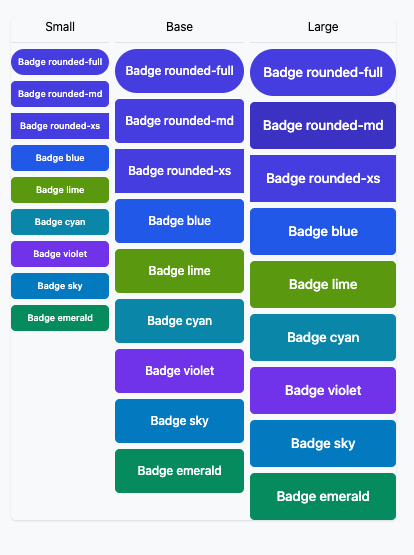 Small Base Large
Badge rounded-full Badge rounded-full Badge rounded-full
Badge rounded-md Badge rounded-md Badge rounded-md
Badge rounded-xs Badge rounded-xs Badge rounded-xs
Badge blue Badge blue Badge blue
Badge lime Badge lime Badge lime
Badge cyan Badge cyan Badge cyan
Badge violet Badge violet Badge violet
Badge sky Badge sky Badge sky
Badge emerald Badge emerald Badge emerald